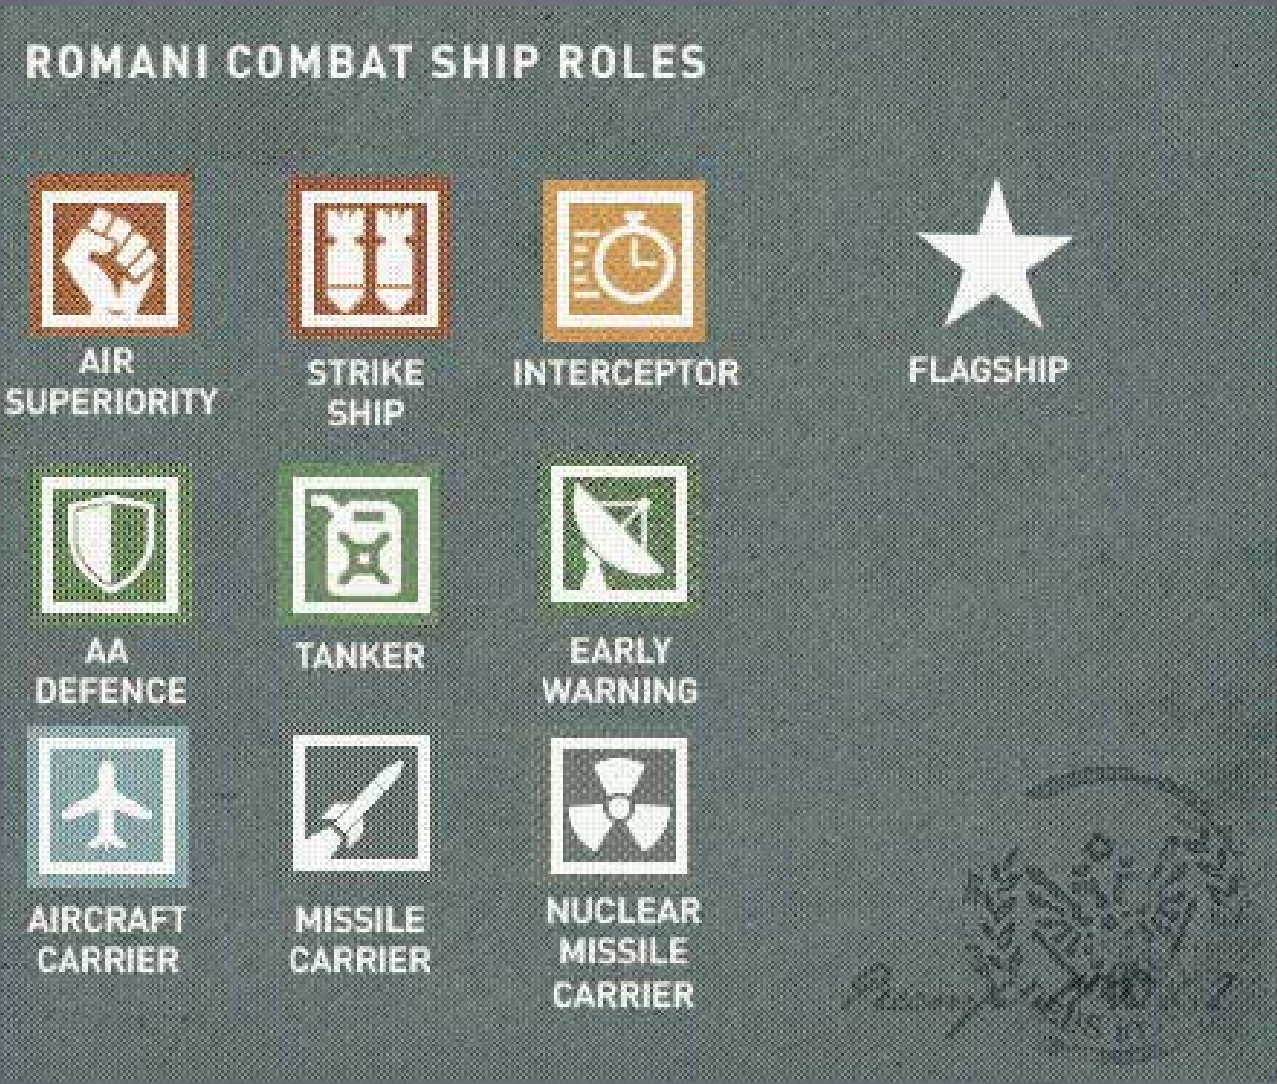 ROMANI COMBAT SHIP ROLES
AIR
SUPERIORITY
STRIKE
SHIP
INTERCEPTOR
FLAGSHIP
AA
DEFENCE
TANKER
EARLY
WARNING
AIRCRAFT
CARRIER
MISSILE
CARRIER
NUCLEAR
MISSILE
CARRIER